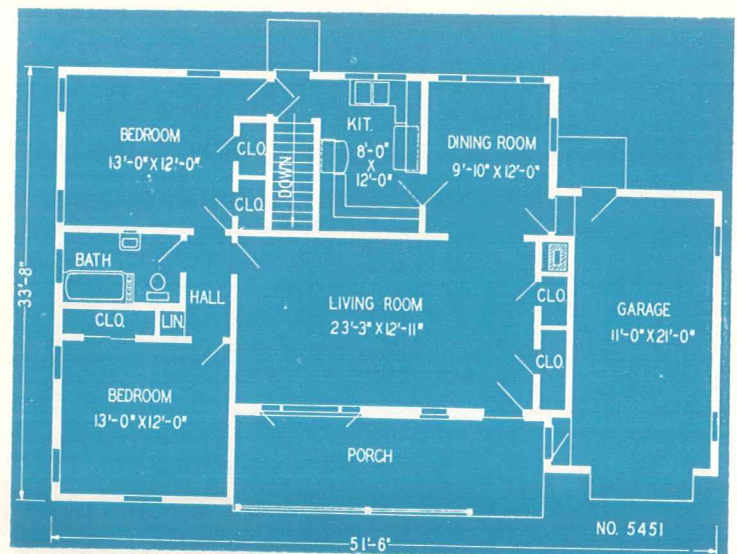 BEDROOM
13'-0" X 12'-0"
CLO.
CLO.
DOWN
KIT.
8'-0"
X
12'-0"
DINING ROOM
9'-10" X 12'-0"
BATH
HALL
CLO.
LIN.
LIVING ROOM
23'-3" X 12'-11"
CLO.
CLO.
GARAGE
11'-0" X 21'-0"
BEDROOM
13'-0" X 12'-0"
PORCH
33'-8"
51'-6"
NO. 5451